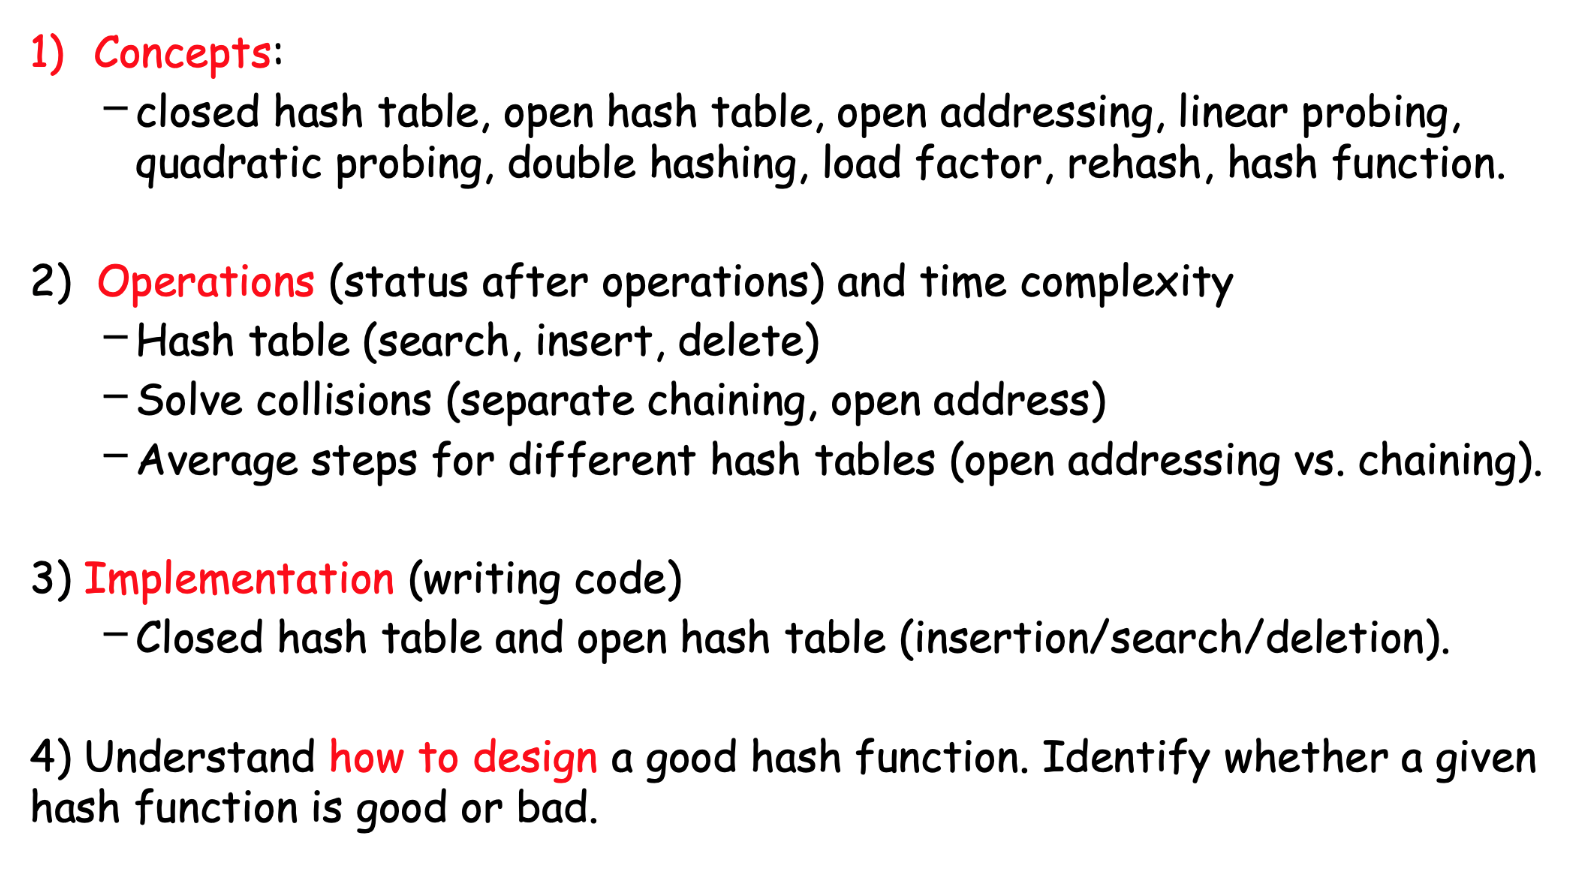 1) Concepts:
– closed hash table, open hash table, open addressing, linear probing,
quadratic probing, double hashing, load factor, rehash, hash function.
2) Operations (status after operations) and time complexity
– Hash table (search, insert, delete)
– Solve collisions (separate chaining, open address)
– Average steps for different hash tables (open addressing vs. chaining).
3) Implementation (writing code)
– Closed hash table and open hash table (insertion/search/deletion).
4) Understand how to design a good hash function. Identify whether a given
hash function is good or bad.